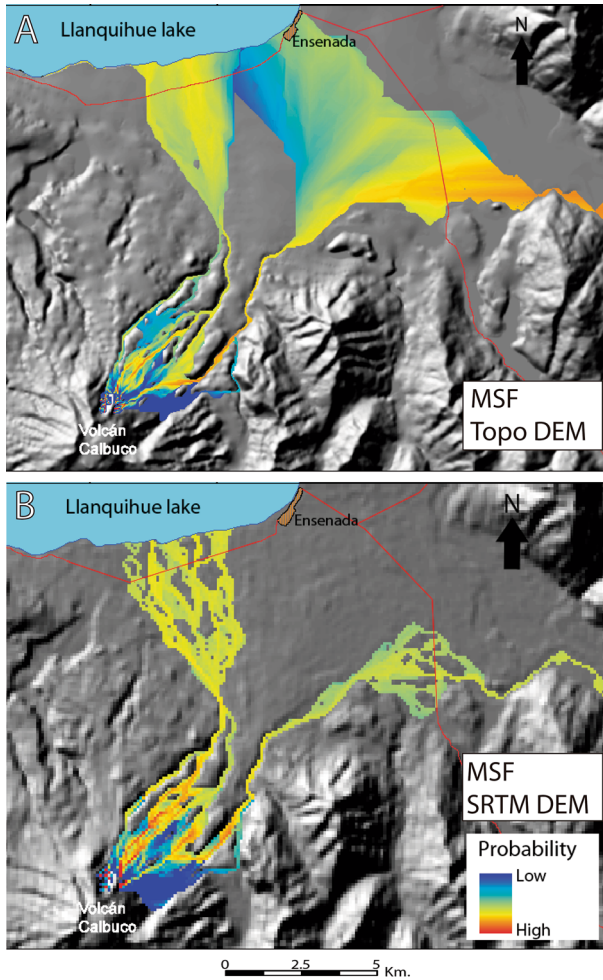 A
Llanquihue lake
Ensenada
N
Volcán
Calbuco
MSF
Topo DEM
B
Llanquihue lake
Ensenada
N
MSF
SRTM DEM
Probability
Low
High
Volcán
Calbuco
0 2.5 5 Km.